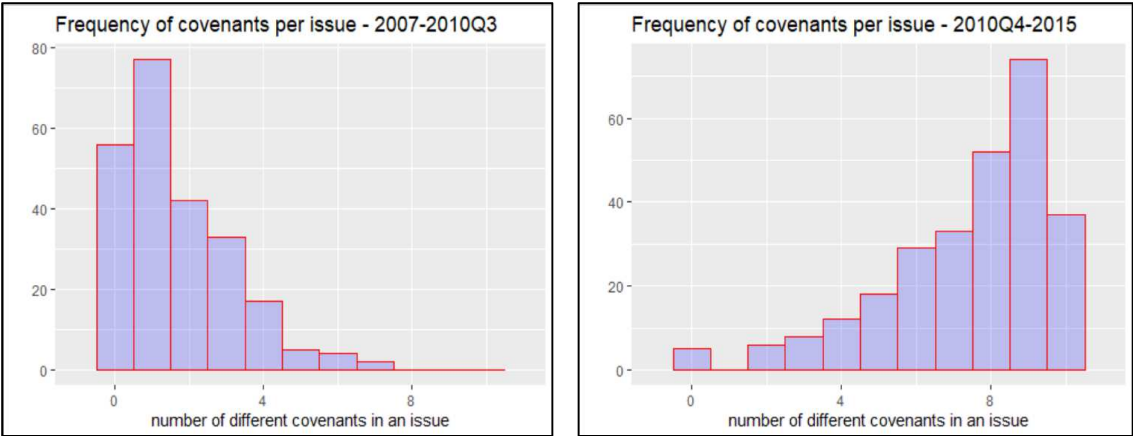 Frequency of covenants per issue - 2007-2010Q3
80
60
40
20
0
0 4 8
number of different covenants in an issue
Frequency of covenants per issue - 2010Q4-2015
60
40
20
0
0 4 8
number of different covenants in an issue